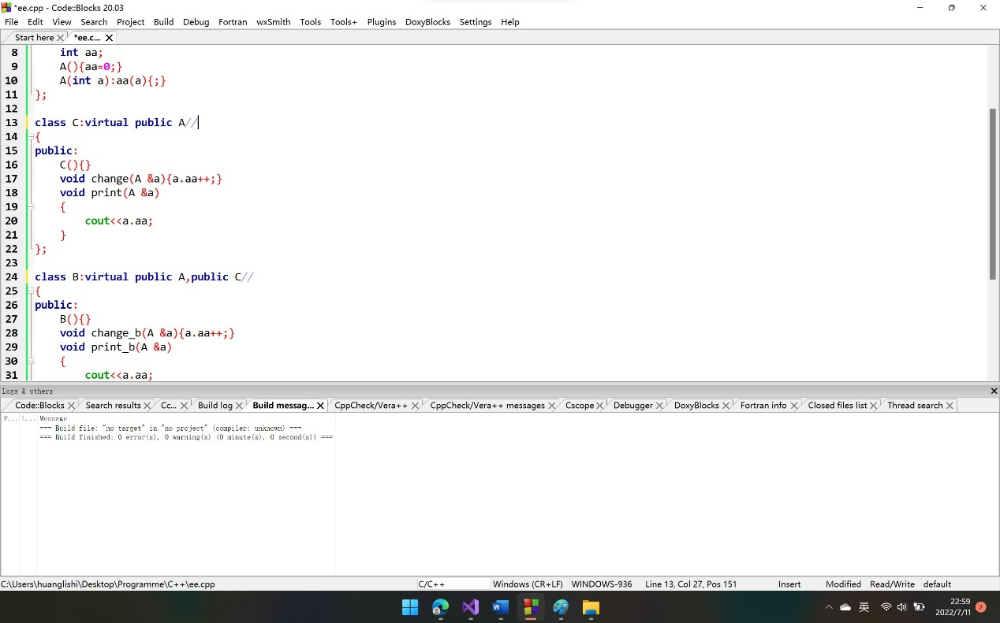 *ee.cpp - Code::Blocks 20.03
File Edit View Search Project Build Debug Fortran wxSmith Tools Tools+ Plugins DoxyBlocks Settings Help
Start here *ee.c...
8 int aa;
9 A(){aa=0;}
10 A(int a):aa(a){;}
11 };
12
13 class C:virtual public A//
14 {
15 public:
16 C(){}
17 void change(A &a){a.aa++;}
18 void print(A &a)
19 {
20 cout<<a.aa;
21 }
22 };
23
24 class B:virtual public A,public C//
25 {
26 public:
27 B(){}
28 void change_b(A &a){a.aa++;}
29 void print_b(A &a)
30 {
31 cout<<a.aa;
Logs & others
Code::Blocks Search results Cc... Build log Build messag... CppCheck/Vera++ CppCheck/Vera++ messages Cscope Debugger DoxyBlocks Fortran info Closed files list Thread search
F... L... Message
=== Build file: "no target" in "no project" (compiler: unknown) ===
=== Build finished: 0 error(s), 0 warning(s) (0 minute(s), 0 second(s)) ===
C:\Users\huanglishi\Desktop\Programme\C++\ee.cpp C/C++ Windows (CR+LF) WINDOWS-936 Line 13, Col 27, Pos 151 Insert Modified Read/Write default
英 22:59
2022/7/11 2